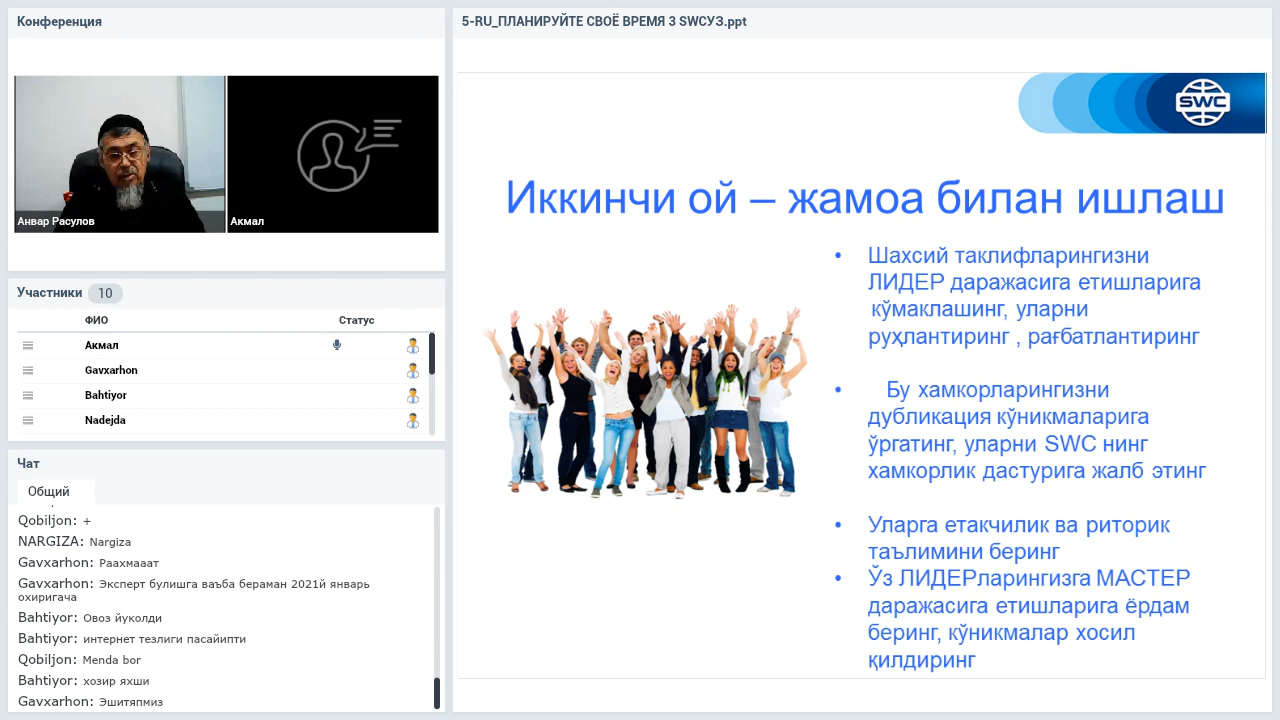 Конференция
Анвар Расулов
Акмал
Участники 10
ФИО Статус
Акмал
Gavxarhon
Bahtiyor
Nadejda
Чат
Общий
Qobiljon: +
NARGIZA: Nargiza
Gavxarhon: Раахмааат
Gavxarhon: Эксперт булишга ваъба бераман 2021й январь
охиригача
Bahtiyor: Овоз йуколди
Bahtiyor: интернет тезлиги пасайипти
Qobiljon: Menda bor
Bahtiyor: хозир яхши
Gavxarhon: Эшитяпмиз
5-RU_ПЛАНИРУЙТЕ СВОЁ ВРЕМЯ 3 SWCУЗ.ppt
SWC
Иккинчи ой – жамоа билан ишлаш
• Шахсий таклифларингизни
ЛИДЕР даражасига етишларига
кўмаклашинг, уларни
руҳлантиринг , рағбатлантиринг
• Бу хамкорларингизни
дубликация кўникмаларига
ўргатинг, уларни SWC нинг
хамкорлик дастурига жалб этинг
• Уларга етакчилик ва риторик
таълимини беринг
• Ўз ЛИДЕРларингизга МАСТЕР
даражасига етишларига ёрдам
беринг, кўникмалар хосил
қилдиринг